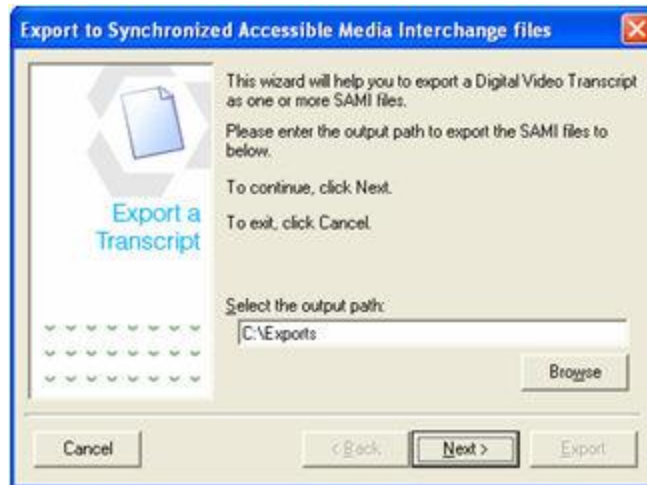 Export to Synchronized Accessible Media Interchange files
This wizard will help you to export a Digital Video Transcript
as one or more SAMI files.
Please enter the output path to export the SAMI files to
below.
To continue, click Next.
To exit, click Cancel.
Export a
Transcript
Select the output path:
C:\Exports
Browse
Cancel
< Back
Next >
Export